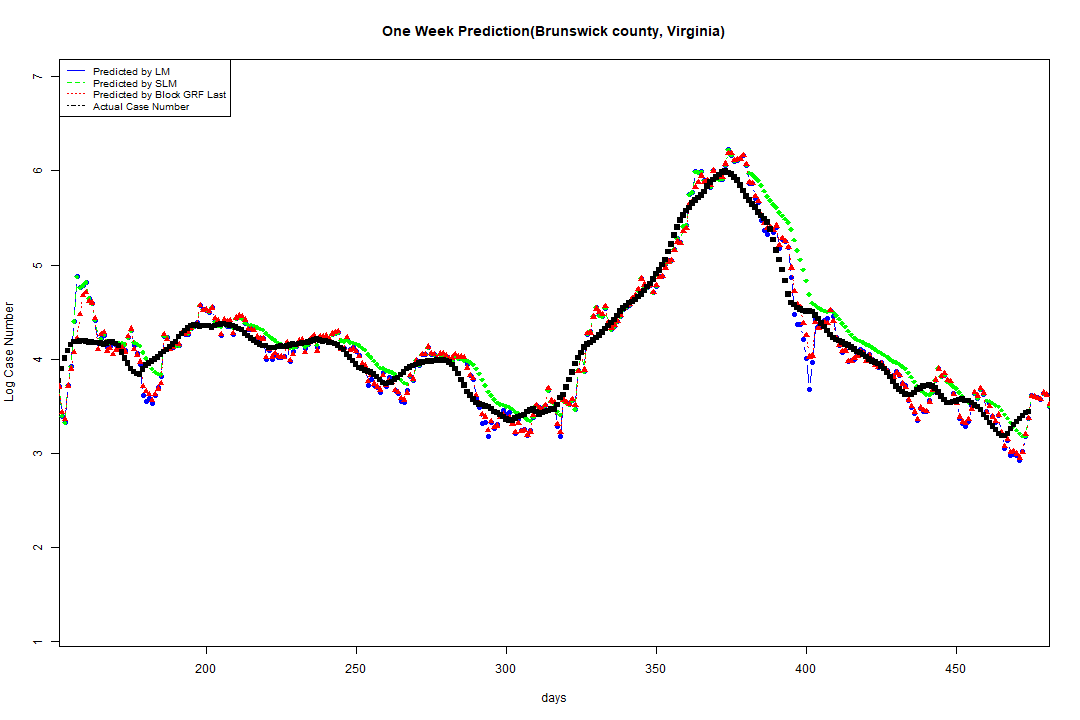 One Week Prediction(Brunswick county, Virginia)
Predicted by LM
Predicted by SLM
Predicted by Block GRF Last
Actual Case Number
7
6
5
4
3
2
1
Log Case Number
200 250 300 350 400 450
days